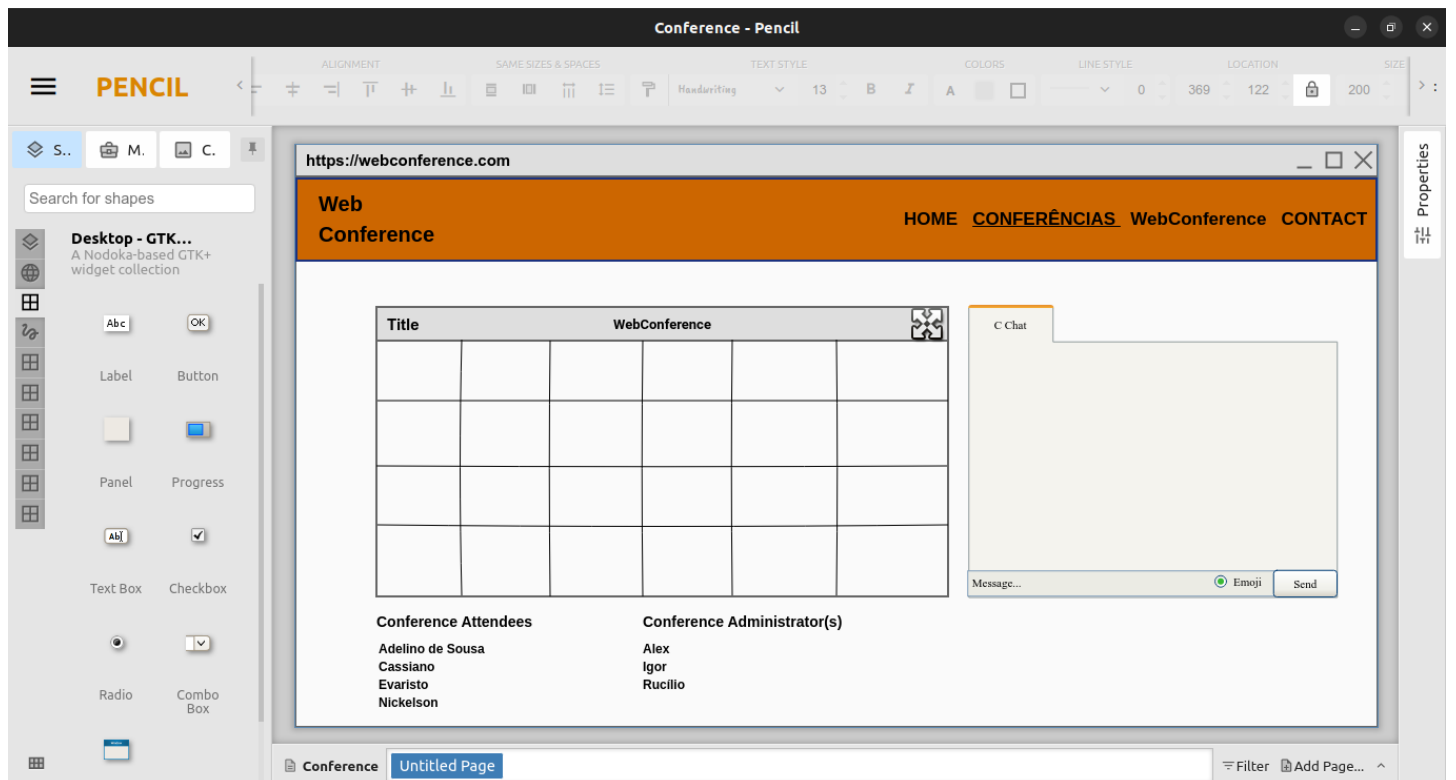 Conference - Pencil
PENCIL
ALIGNMENT
SAME SIZES & SPACES
TEXT STYLE
COLORS
LINE STYLE
LOCATION
SIZE
Handwriting
13
B
I
A
0
369
122
200
S..
M.
C.
Search for shapes
Desktop - GTK...
A Nodoka-based GTK+
widget collection
Abc
OK
Label
Button
Panel
Progress
Ab
Text Box
Checkbox
Radio
Combo
Box
https://webconference.com
Web
Conference
HOME CONFERÊNCIAS WebConference CONTACT
Title
WebConference
C Chat
Message...
Emoji
Send
Conference Attendees
Adelino de Sousa
Cassiano
Evaristo
Nickelson
Conference Administrator(s)
Alex
Igor
Rucílio
Properties
Conference
Untitled Page
Filter
Add Page...